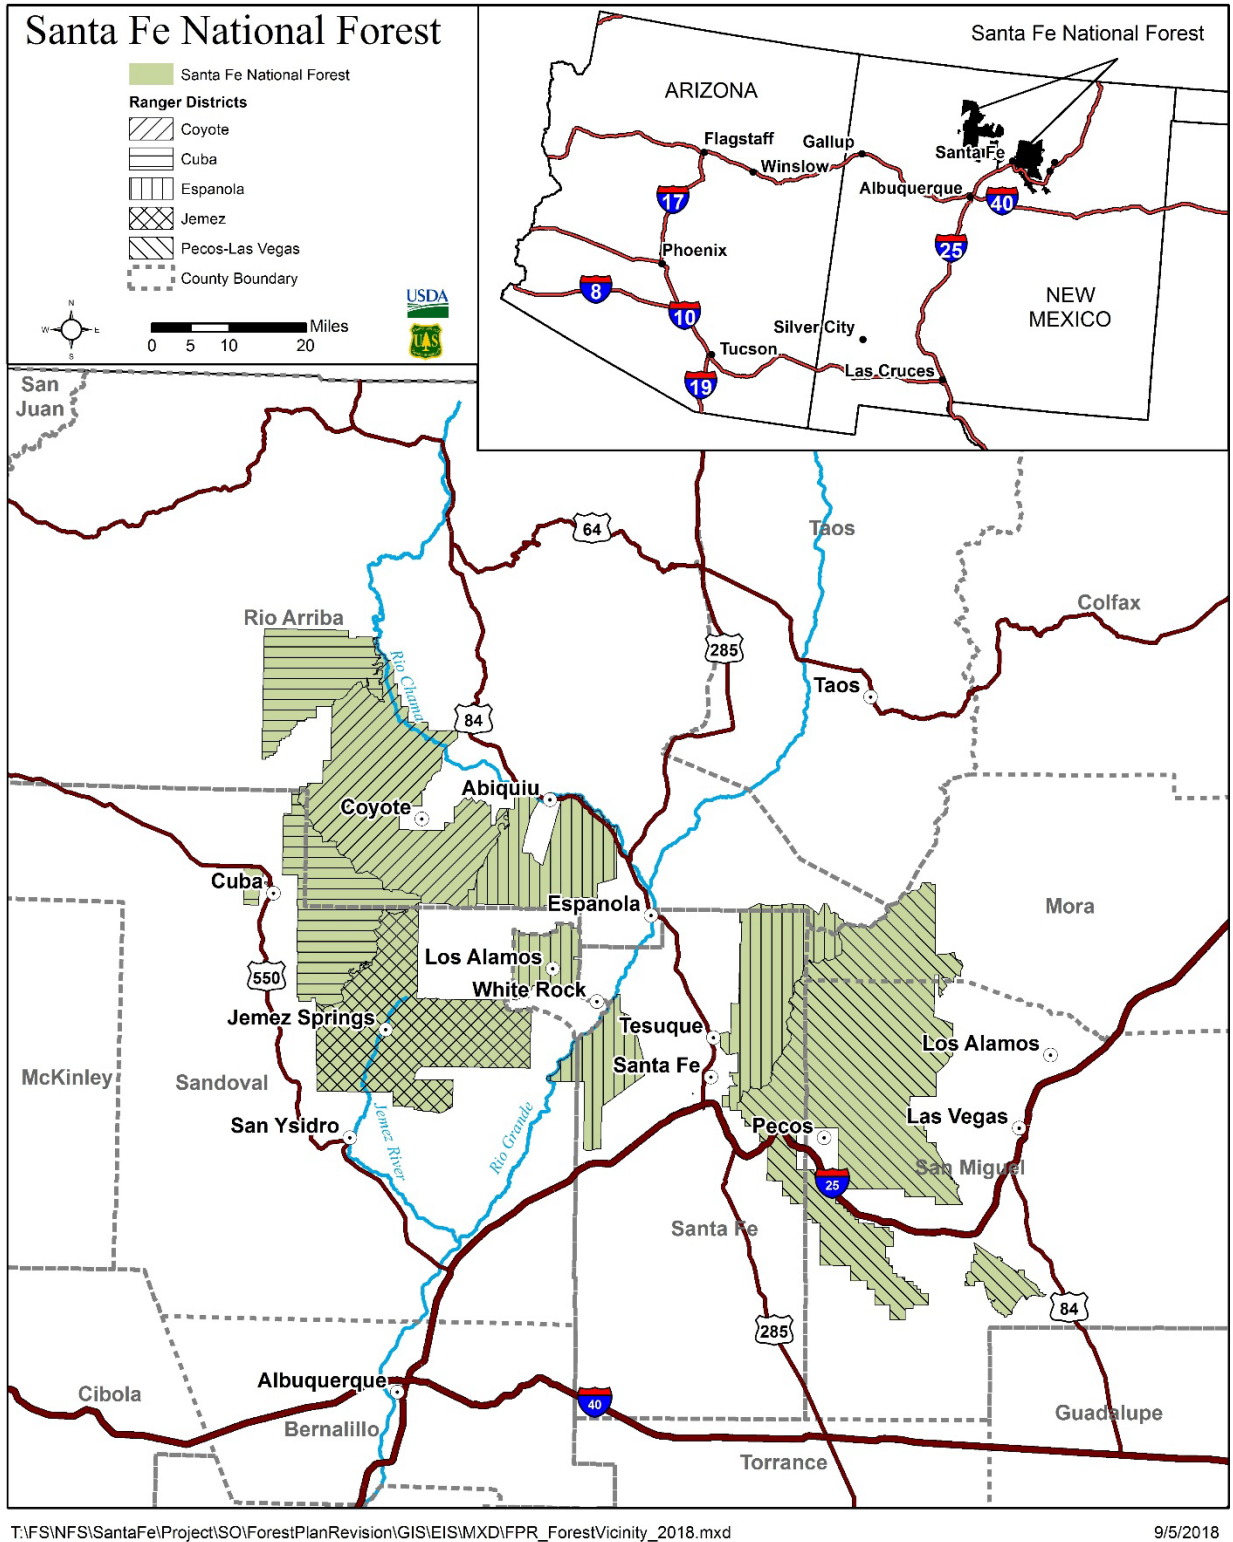 Santa Fe National Forest
Santa Fe National Forest
Ranger Districts
Coyote
Cuba
Espanola
Jemez
Pecos-Las Vegas
County Boundary
N
W
E
S
0 5 10 20
Miles
USDA
UAS
Santa Fe National Forest
ARIZONA
Flagstaff
Gallup
Winslow
Santa Fe
Albuquerque
17
40
25
Phoenix
8
10
NEW
MEXICO
Silver City
Tucson
Las Cruces
19
San
Juan
64
Taos
Rio Arriba
Colfax
285
Rio Chama
Taos
84
Abiquiu
Coyote
Cuba
Espanola
Mora
Los Alamos
550
White Rock
Jemez Springs
Tesuque
Los Alamos
Santa Fe
McKinley
Sandoval
Las Vegas
San Ysidro
Pecos
Jemez River
Rio Grande
San Miguel
25
Santa Fe
84
285
Albuquerque
Cibola
40
Bernalillo
Guadalupe
Torrance
T:\FS\NFS\SantaFe\Project\SO\ForestPlanRevision\GIS\EIS\MXD\FPR_ForestVicinity_2018.mxd
9/5/2018